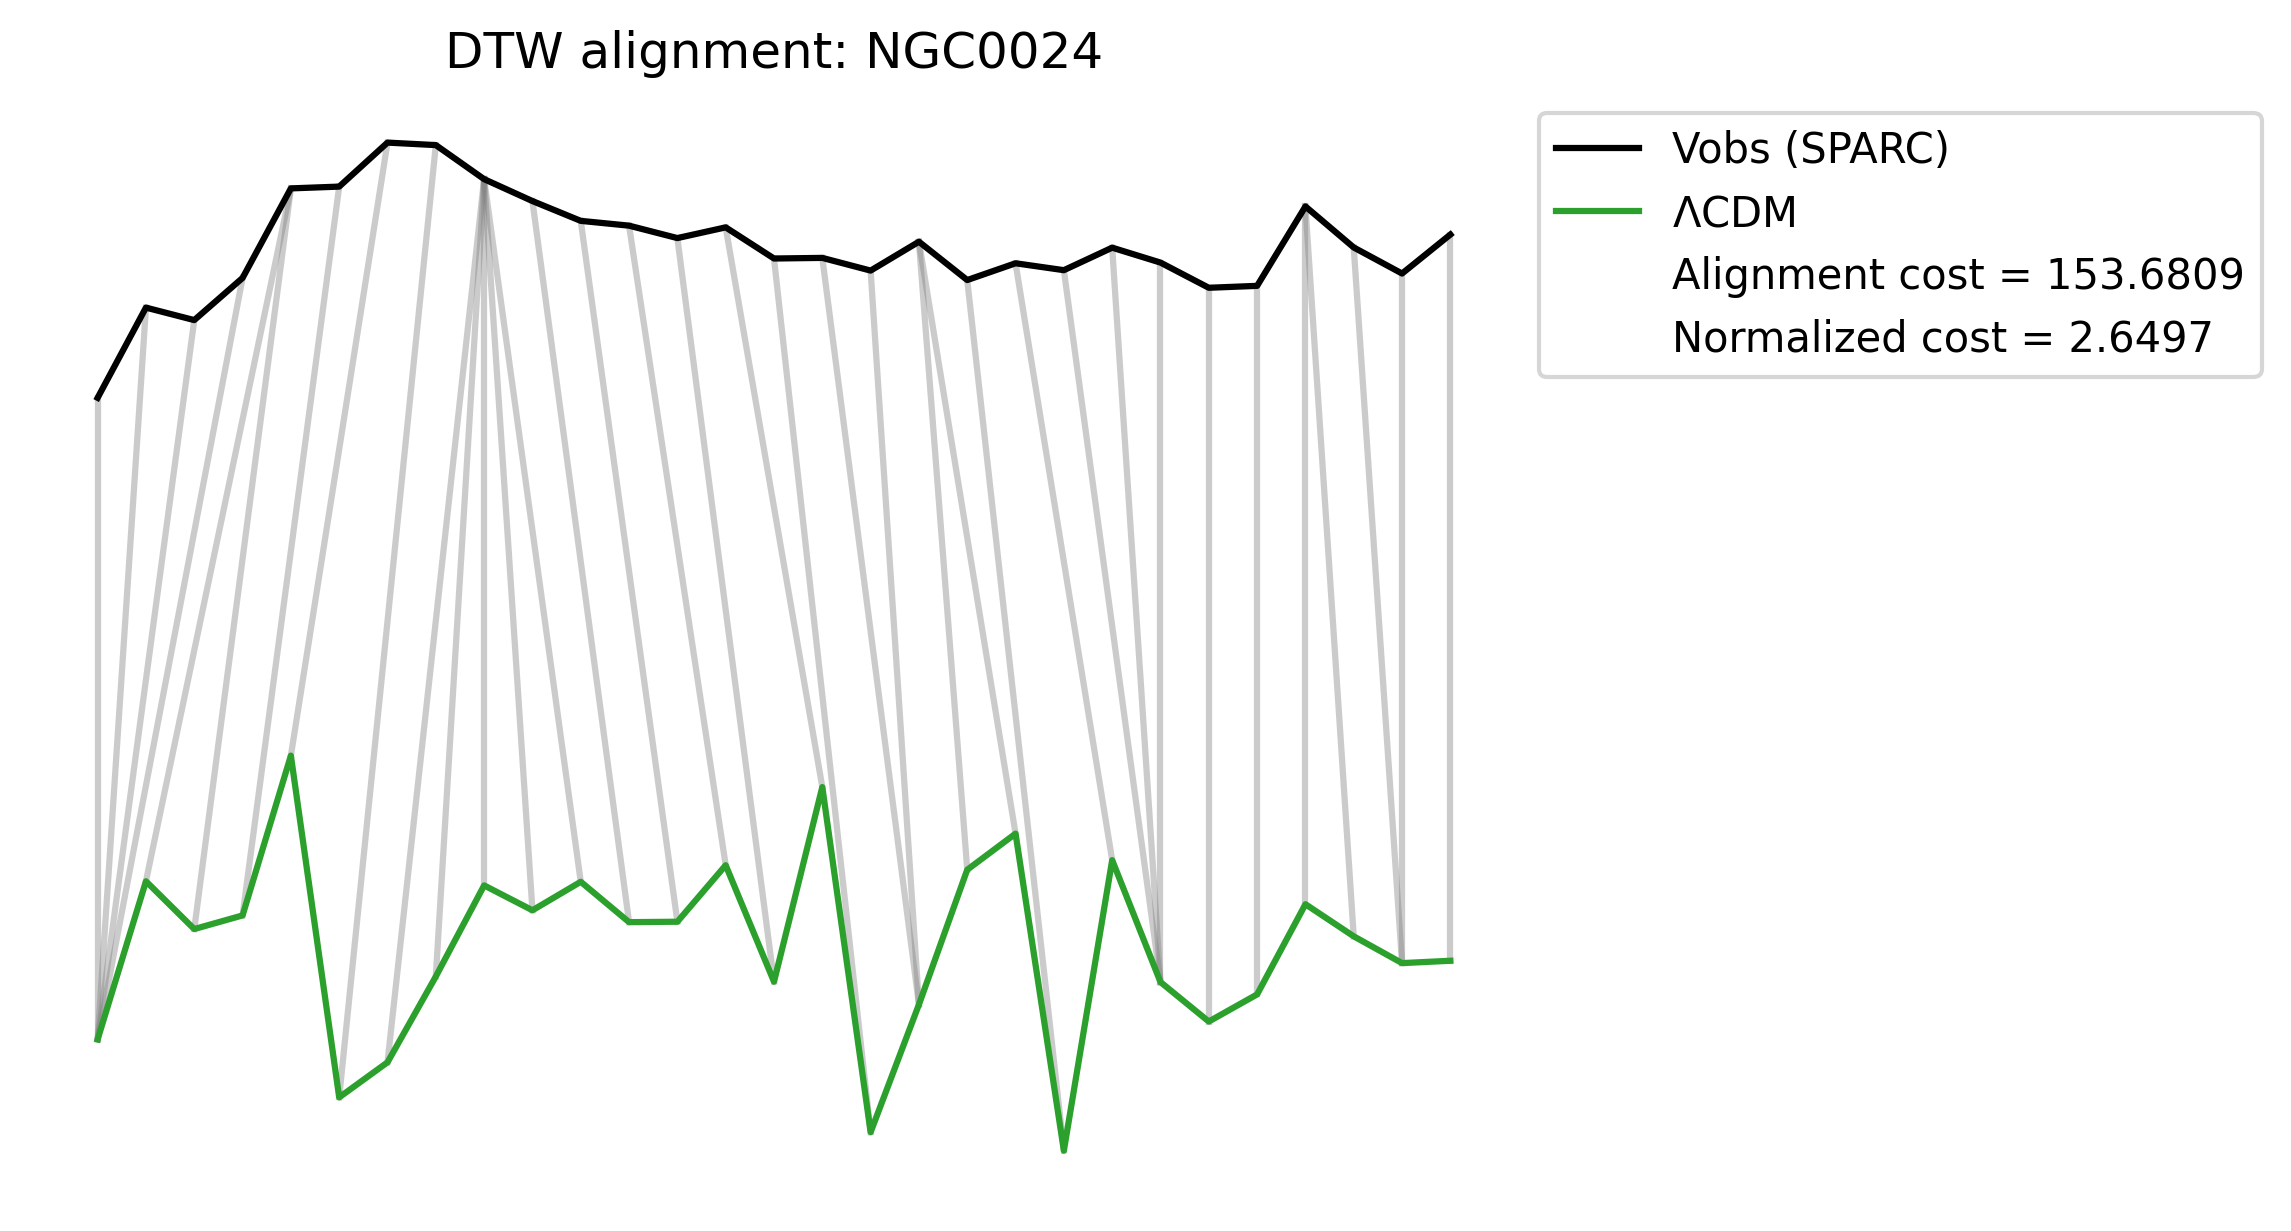 DTW alignment: NGC0024
Vobs (SPARC)
ΛCDM
Alignment cost = 153.6809
Normalized cost = 2.6497